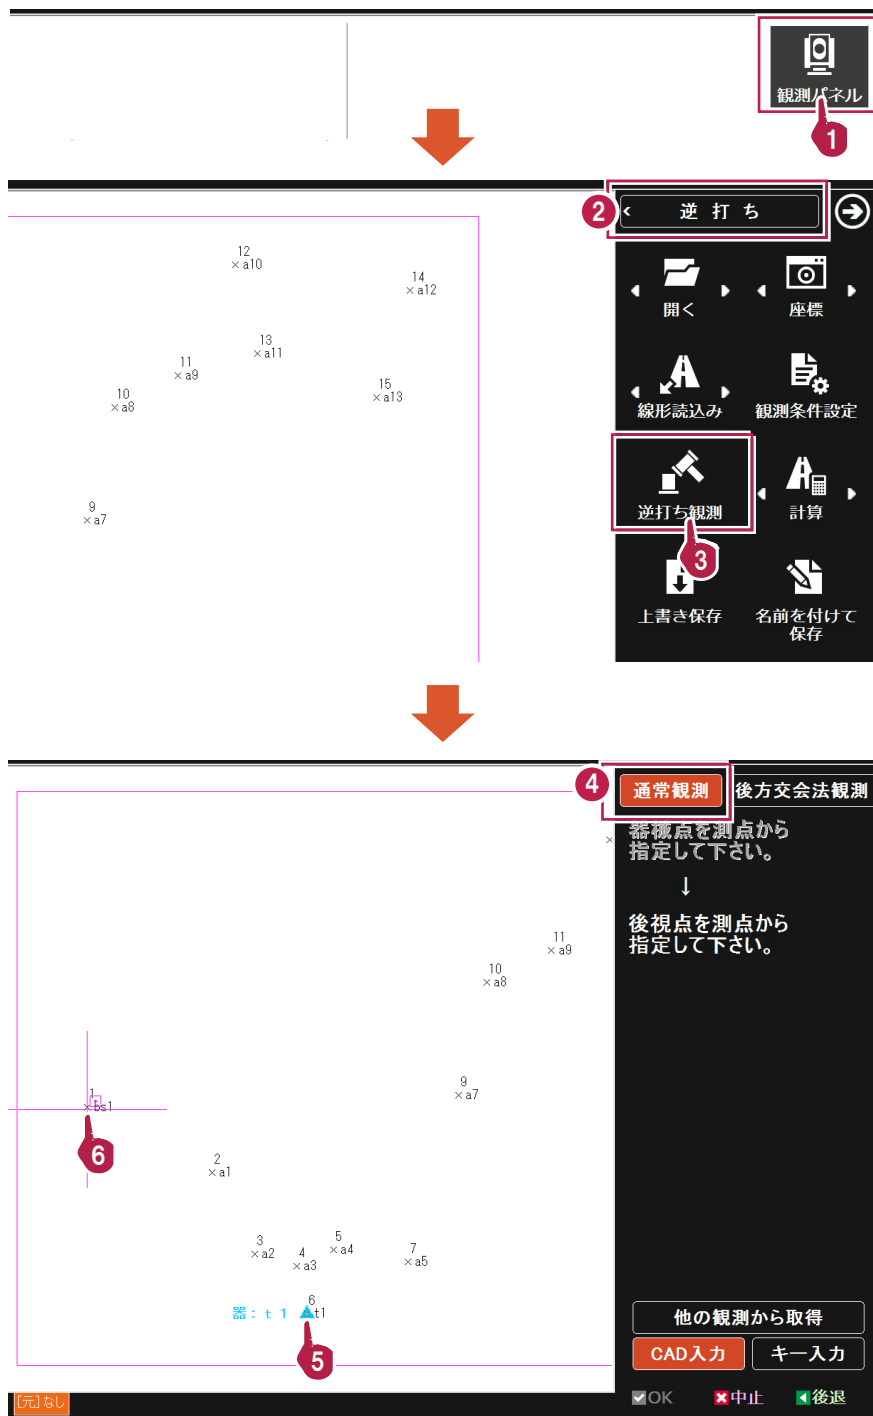 観測パネル
1
2
< 逆 打 ち
12
×a10
14
×a12
13
×a11
11
×a9
15
×a13
10
×a8
9
×a7
開く
座標
線形読込み
観測条件設定
逆打ち観測
計算
3
上書き保存
名前を付けて
保存
4
通常観測
後方交会法観測
器械点を測点から
指定して下さい。
↓
後視点を測点から
指定して下さい。
11
×a9
10
×a8
9
×a7
1
×bs1
6
2
×a1
3
×a2
4
×a3
5
×a4
7
×a5
6
器:t1
t1
5
他の観測から取得
CAD入力
キー入力
OK
中止
後退
[元]なし